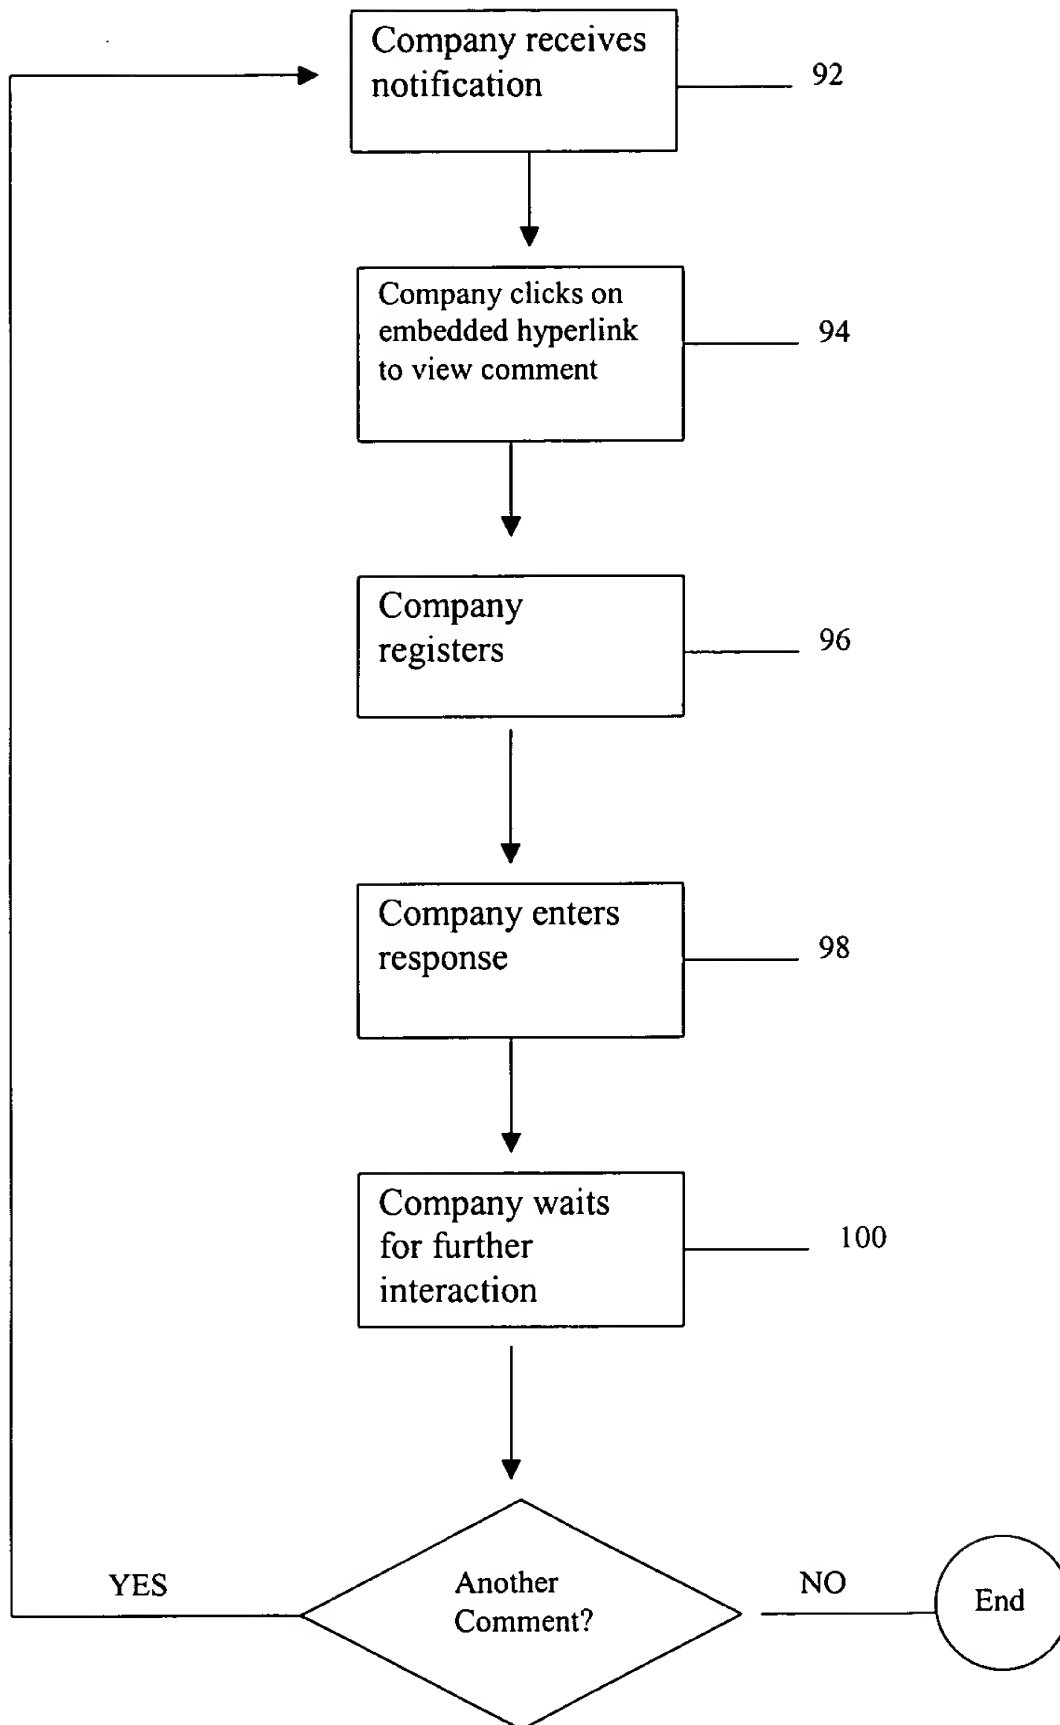 Company receives
notification
92
Company clicks on
embedded hyperlink
to view comment
94
Company
registers
96
Company enters
response
98
Company waits
for further
interaction
100
YES
Another
Comment?
NO
End